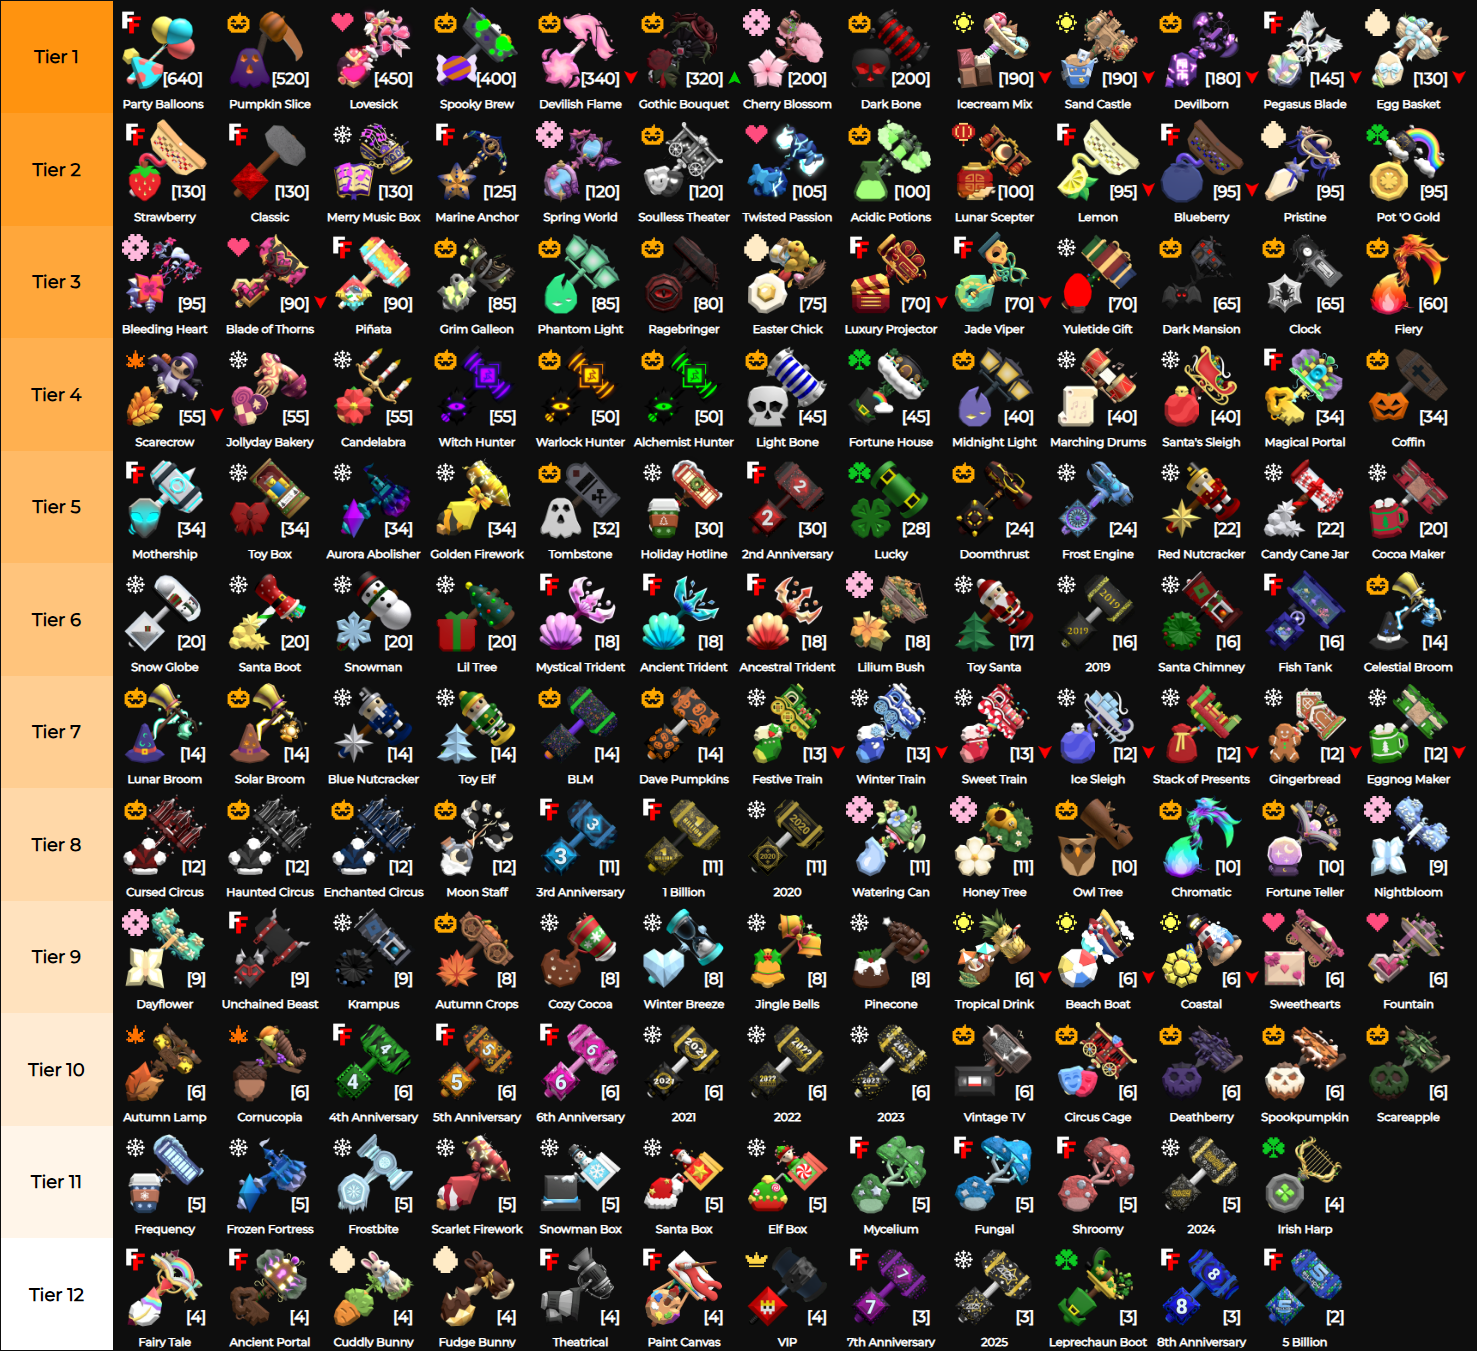 Tier 1
[640] [520] [450] [400] [340] [320] [200] [200] [190] [190] [180] [145] [130]
Party Balloons Pumpkin Slice Lovesick Spooky Brew Devilish Flame Gothic Bouquet Cherry Blossom Dark Bone Icecream Mix Sand Castle Devilborn Pegasus Blade Egg Basket
Tier 2
[130] [130] [130] [125] [120] [120] [105] [100] [100] [95] [95] [95] [95]
Strawberry Classic Merry Music Box Marine Anchor Spring World Soulless Theater Twisted Passion Acidic Potions Lunar Scepter Lemon Blueberry Pristine Pot 'O Gold
Tier 3
[95] [90] [90] [85] [85] [80] [75] [70] [70] [70] [65] [65] [60]
Bleeding Heart Blade of Thorns Piñata Grim Galleon Phantom Light Ragebringer Easter Chick Luxury Projector Jade Viper Yuletide Gift Dark Mansion Clock Fiery
Tier 4
[55] [55] [55] [55] [50] [50] [45] [45] [40] [40] [40] [34] [34]
Scarecrow Jollyday Bakery Candelabra Witch Hunter Warlock Hunter Alchemist Hunter Light Bone Fortune House Midnight Light Marching Drums Santa's Sleigh Magical Portal Coffin
Tier 5
[34] [34] [34] [34] [32] [30] [30] [28] [24] [24] [22] [22] [20]
Mothership Toy Box Aurora Abolisher Golden Firework Tombstone Holiday Hotline 2nd Anniversary Lucky Doomthrust Frost Engine Red Nutcracker Candy Cane Jar Cocoa Maker
Tier 6
[20] [20] [20] [20] [18] [18] [18] [18] [17] [16] [16] [16] [14]
Snow Globe Santa Boot Snowman Lil Tree Mystical Trident Ancient Trident Ancestral Trident Lilium Bush Toy Santa 2019 Santa Chimney Fish Tank Celestial Broom
Tier 7
[14] [14] [14] [14] [14] [14] [13] [13] [13] [12] [12] [12] [12]
Lunar Broom Solar Broom Blue Nutcracker Toy Elf BLM Dave Pumpkins Festive Train Winter Train Sweet Train Ice Sleigh Stack of Presents Gingerbread Eggnog Maker
Tier 8
[12] [12] [12] [12] [11] [11] [11] [11] [11] [10] [10] [10] [9]
Cursed Circus Haunted Circus Enchanted Circus Moon Staff 3rd Anniversary 1 Billion 2020 Watering Can Honey Tree Owl Tree Chromatic Fortune Teller Nightbloom
Tier 9
[9] [9] [9] [8] [8] [8] [8] [8] [6] [6] [6] [6] [6]
Dayflower Unchained Beast Krampus Autumn Crops Cozy Cocoa Winter Breeze Jingle Bells Pinecone Tropical Drink Beach Boat Coastal Sweethearts Fountain
Tier 10
[6] [6] [6] [6] [6] [6] [6] [6] [6] [6] [6] [6] [6]
Autumn Lamp Cornucopia 4th Anniversary 5th Anniversary 6th Anniversary 2021 2022 2023 Vintage TV Circus Cage Deathberry Spookpumpkin Scareapple
Tier 11
[5] [5] [5] [5] [5] [5] [5] [5] [5] [5] [5] [4]
Frequency Frozen Fortress Frostbite Scarlet Firework Snowman Box Santa Box Elf Box Mycelium Fungal Shroomy 2024 Irish Harp
Tier 12
[4] [4] [4] [4] [4] [4] [4] [3] [3] [3] [3] [2]
Fairy Tale Ancient Portal Cuddly Bunny Fudge Bunny Theatrical Paint Canvas VIP 7th Anniversary 2025 Leprechaun Boot 8th Anniversary 5 Billion